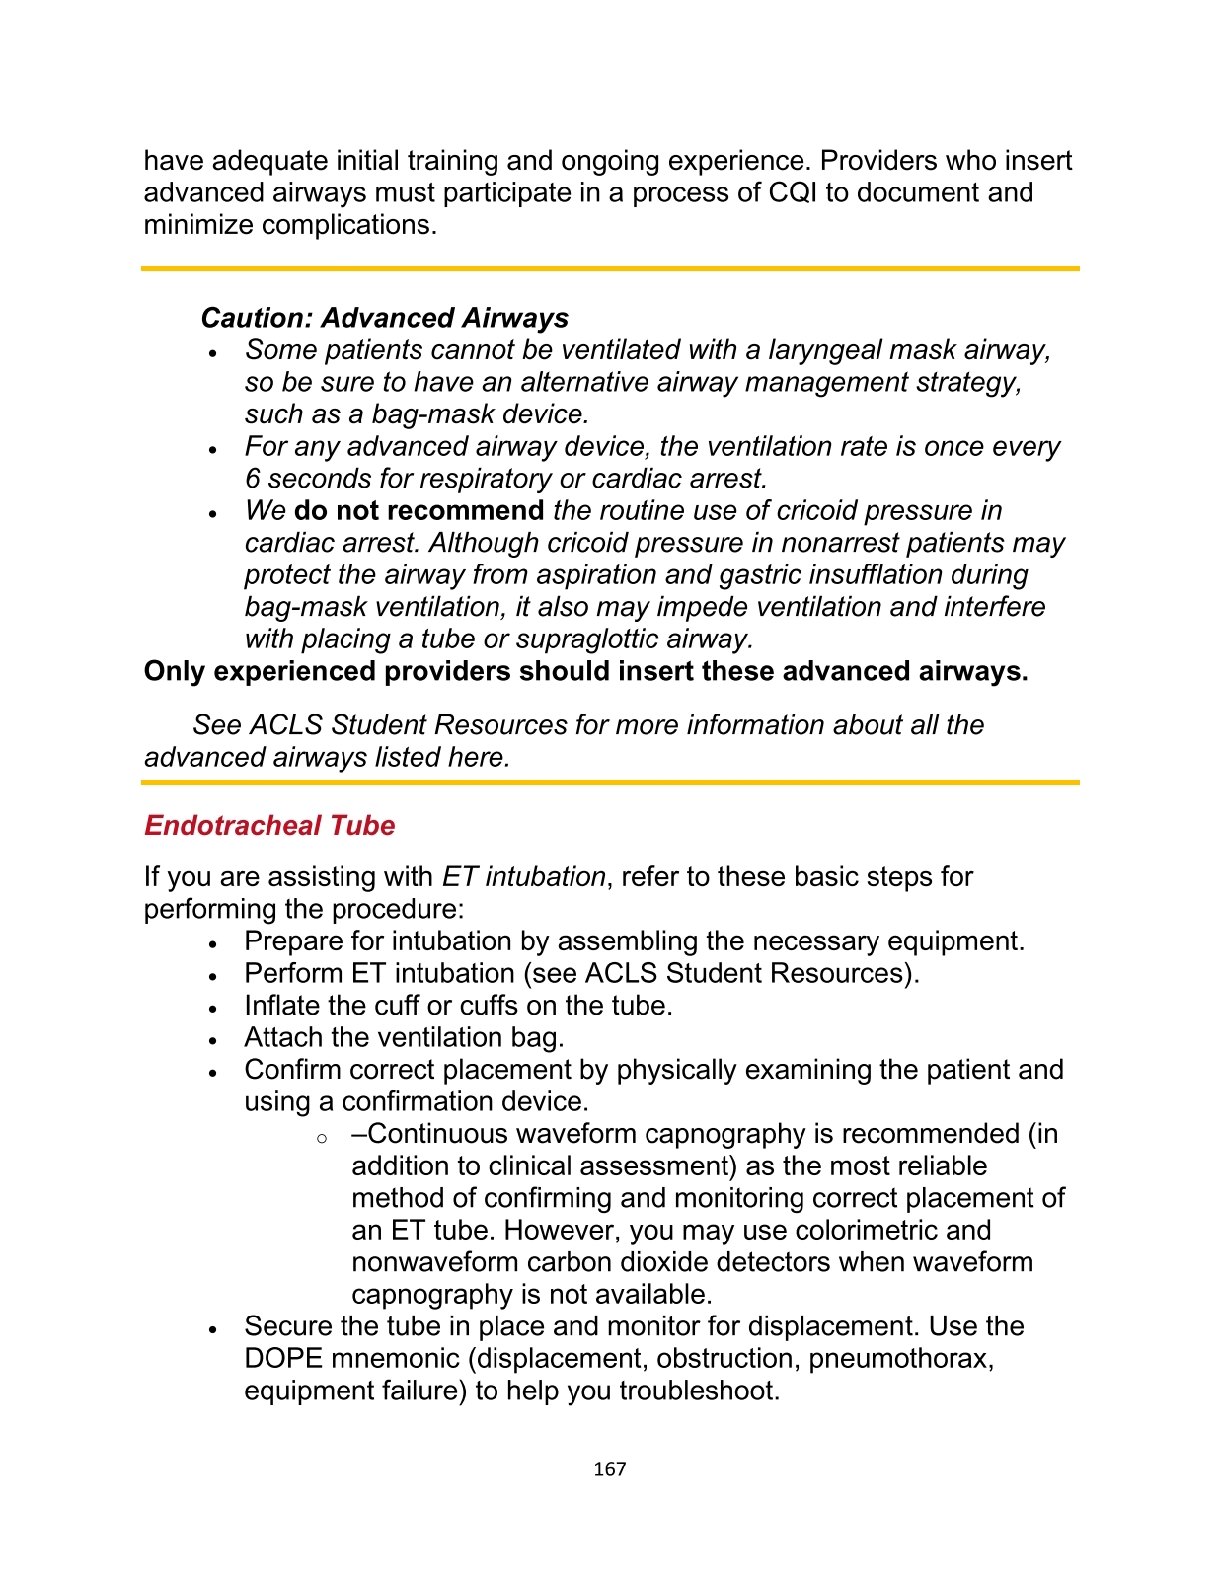 have adequate initial training and ongoing experience. Providers who insert
advanced airways must participate in a process of CQI to document and
minimize complications.
Caution: Advanced Airways
• Some patients cannot be ventilated with a laryngeal mask airway,
so be sure to have an alternative airway management strategy,
such as a bag-mask device.
• For any advanced airway device, the ventilation rate is once every
6 seconds for respiratory or cardiac arrest.
• We do not recommend the routine use of cricoid pressure in
cardiac arrest. Although cricoid pressure in nonarrest patients may
protect the airway from aspiration and gastric insufflation during
bag-mask ventilation, it also may impede ventilation and interfere
with placing a tube or supraglottic airway.
Only experienced providers should insert these advanced airways.
See ACLS Student Resources for more information about all the
advanced airways listed here.
Endotracheal Tube
If you are assisting with ET intubation, refer to these basic steps for
performing the procedure:
• Prepare for intubation by assembling the necessary equipment.
• Perform ET intubation (see ACLS Student Resources).
• Inflate the cuff or cuffs on the tube.
• Attach the ventilation bag.
• Confirm correct placement by physically examining the patient and
using a confirmation device.
○ –Continuous waveform capnography is recommended (in
addition to clinical assessment) as the most reliable
method of confirming and monitoring correct placement of
an ET tube. However, you may use colorimetric and
nonwaveform carbon dioxide detectors when waveform
capnography is not available.
• Secure the tube in place and monitor for displacement. Use the
DOPE mnemonic (displacement, obstruction, pneumothorax,
equipment failure) to help you troubleshoot.
167